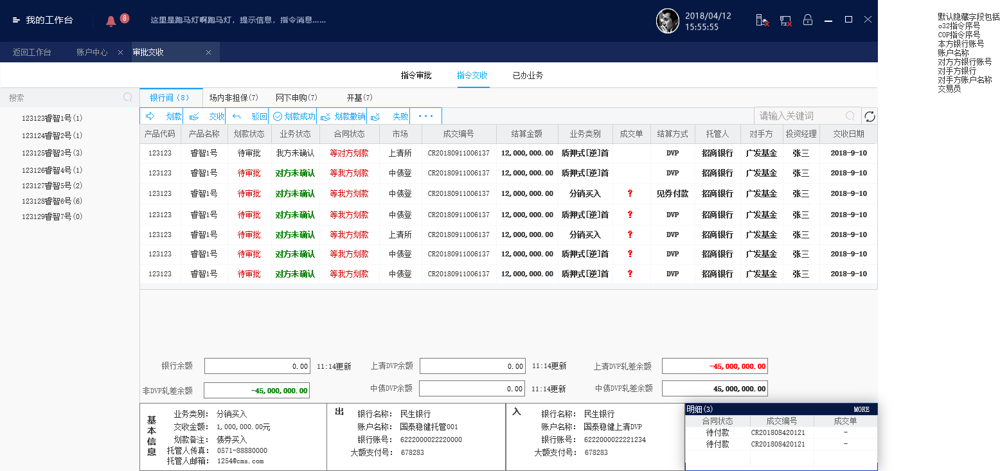 我的工作台
8
这里是跑马灯啊跑马灯，提示信息，指令消息……
2018/04/12
15:55:55
返回工作台 账户中心 × 审批交收 ×
指令审批 指令交收 已办业务
搜索
123123睿智1号(1)
123124睿智2号(1)
123125睿智3号(3)
123126睿智4号(1)
123127睿智5号(2)
123128睿智6号(6)
123129睿智7号(0)
银行间（8） 场内非担保(7) 网下申购(7) 开基(7)
划款 交收 驳回 划款成功 划款撤销 失败 ··· 请输入关键词
产品代码 产品名称 划款状态 业务状态 合同状态 市场 成交编号 结算金额 业务类别 成交单 结算方式 托管人 对手方 投资经理 交收日期
123123 睿智1号 待审批 我方未确认 等对方划款 上清所 CR20180911006137 12,000,000.00 质押式[逆]首 DVP 招商银行 广发基金 张三 2018-9-10
123123 睿智1号 待审批 对方未确认 等我方划款 中债登 CR20180911006137 12,000,000.00 质押式[逆]首 DVP 招商银行 广发基金 张三 2018-9-10
123123 睿智1号 待审批 对方未确认 等我方划款 中债登 CR20180911006137 12,000,000.00 分销买入 ? 见券付款 招商银行 广发基金 张三 2018-9-10
123123 睿智1号 待审批 对方未确认 等我方划款 中债登 CR20180911006137 12,000,000.00 质押式[逆]首 ? DVP 招商银行 广发基金 张三 2018-9-10
123123 睿智1号 待审批 对方未确认 等我方划款 上清所 CR20180911006137 12,000,000.00 分销买入 ? DVP 招商银行 广发基金 张三 2018-9-10
123123 睿智1号 待审批 对方未确认 等我方划款 中债登 CR20180911006137 12,000,000.00 质押式[逆]首 ? DVP 招商银行 广发基金 张三 2018-9-10
123123 睿智1号 待审批 对方未确认 等我方划款 中债登 CR20180911006137 12,000,000.00 质押式[逆]首 ? DVP 招商银行 广发基金 张三 2018-9-10
银行余额 0.00 11:14更新 上清DVP余额 0.00 11:14更新 上清DVP轧差余额 -45,000,000.00
非DVP轧差余额 -45,000,000.00 中债DVP余额 0.00 11:14更新 中债DVP轧差余额 45,000,000.00
基本信息
业务类别： 分销买入
交收金额： 1,000,000.00元
划款备注： 债券买入
托管人传真： 0571-88880000
托管人邮箱： 1254@cms.com
出
银行名称： 民生银行
账户名称： 国泰稳健托管001
银行账号： 6222000022220000
大额支付号： 678283
入
银行名称： 民生银行
账户名称： 国泰稳健上清DVP
银行账号： 6222000022221234
大额支付号： 678283
明细(3) MORE
合同状态 成交编号 成交单
待付款 CR201808420121 -
待付款 CR201808420121 -
默认隐藏字段包括
o32指令序号
COP指令序号
本方银行账号
账户名称
对方方银行账号
对手方银行
对手方账户名称
交易员